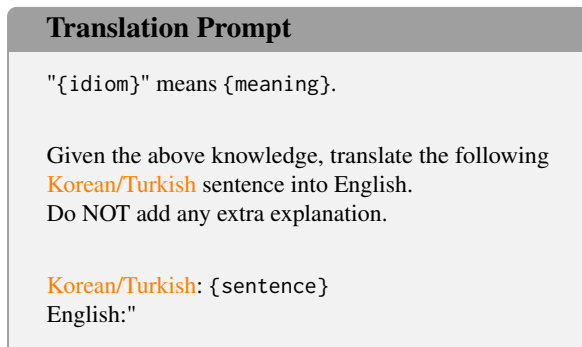 Translation Prompt
"{idiom}" means {meaning}.
Given the above knowledge, translate the following
Korean/Turkish sentence into English.
Do NOT add any extra explanation.
Korean/Turkish: {sentence}
English:"